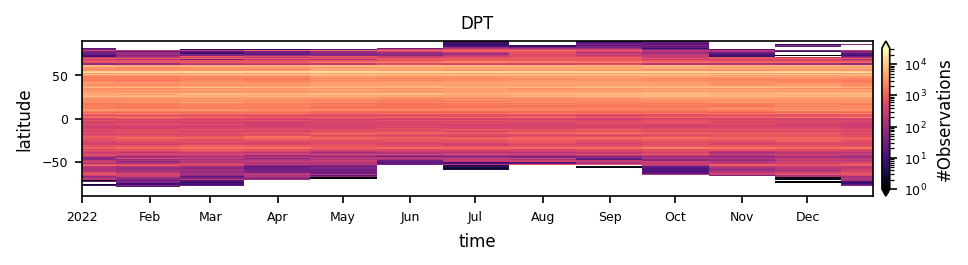 DPT
latitude
50
0
−50
2022 Feb Mar Apr May Jun Jul Aug Sep Oct Nov Dec
time
10^4
10^3
10^2
10^1
10^0
#Observations